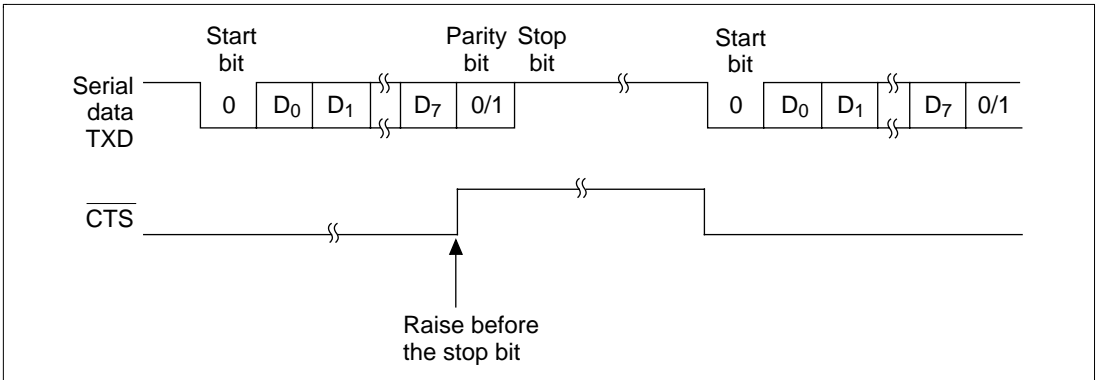 Start bit
Parity bit
Stop bit
Start bit
Serial data TXD
0 D0 D1 D7 0/1 0 D0 D1 D7 0/1
CTS
Raise before
the stop bit